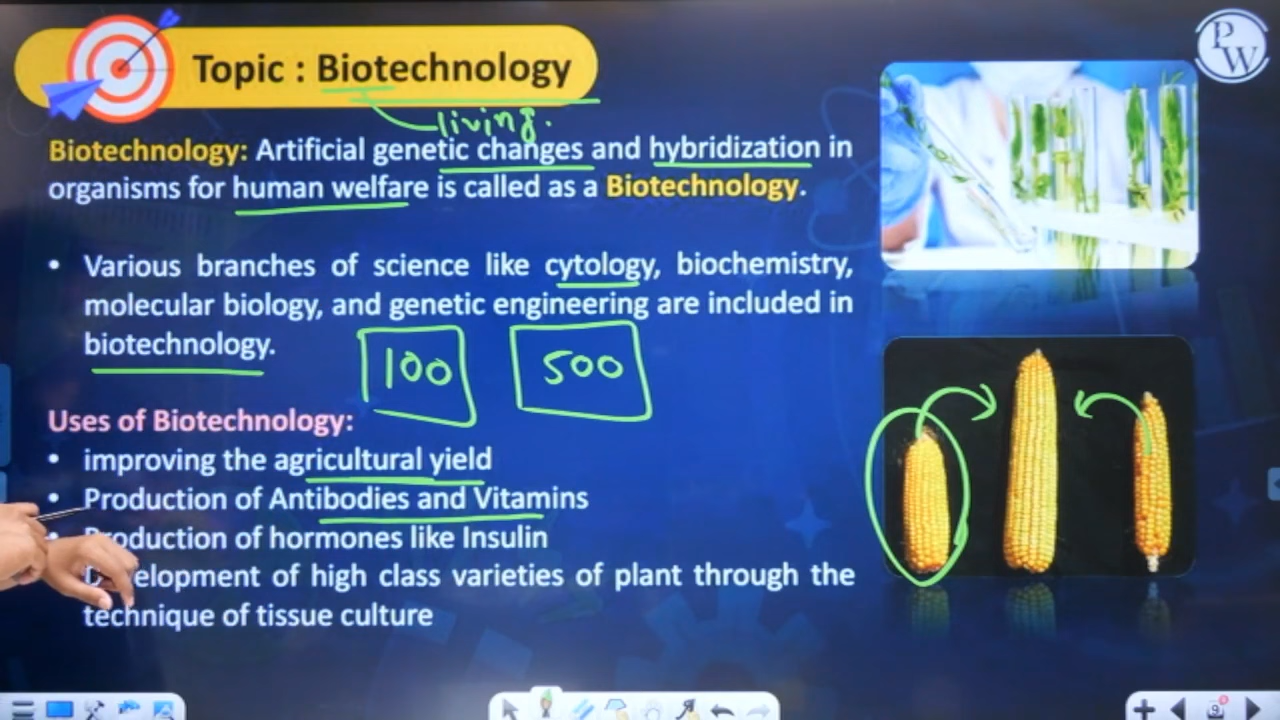 Topic : Biotechnology
living.
Biotechnology: Artificial genetic changes and hybridization in
organisms for human welfare is called as a Biotechnology.
• Various branches of science like cytology, biochemistry,
molecular biology, and genetic engineering are included in
biotechnology.
100 500
Uses of Biotechnology:
• improving the agricultural yield
• Production of Antibodies and Vitamins
Production of hormones like Insulin
Development of high class varieties of plant through the
technique of tissue culture
PW
9